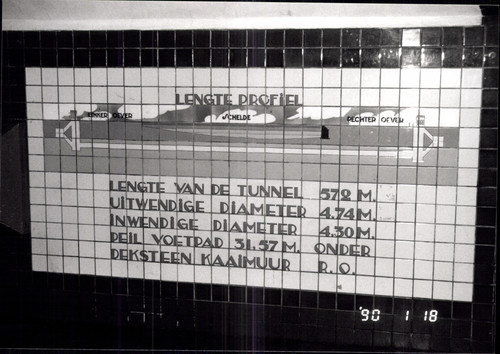 LENGTE PROFIEL
LINKER OEVER SCHELDE RECHTER OEVER
LENGTE VAN DE TUNNEL 572 M.
UITWENDIGE DIAMETER 4.74 M.
INWENDIGE DIAMETER 4.30 M.
PEIL VOETPAD 31.57 M. ONDER
DEKSTEEN KAAIMUUR R.O.
'90 1 18